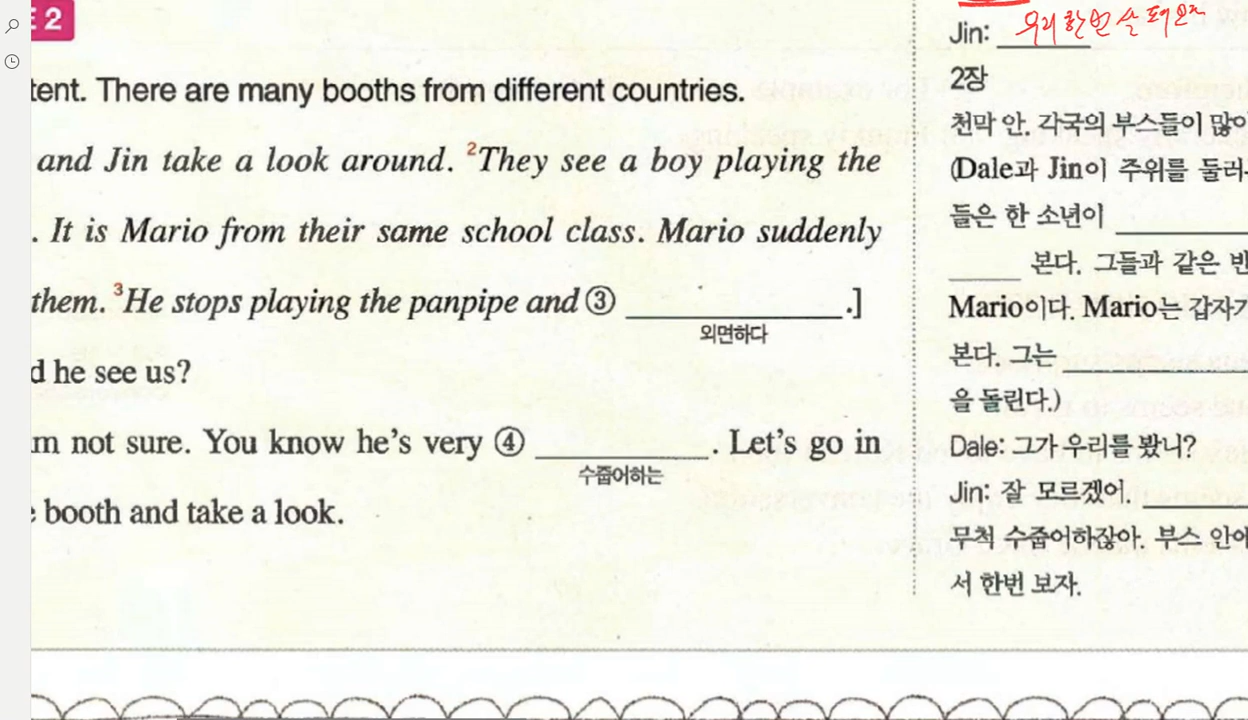 E 2
tent. There are many booths from different countries.
and Jin take a look around. ²They see a boy playing the
. It is Mario from their same school class. Mario suddenly
them. ³He stops playing the panpipe and ③ ____________.]
외면하다
d he see us?
m not sure. You know he's very ④ __________. Let's go in
수줍어하는
booth and take a look.
Jin: 우리 한번
2장
천막 안. 각국의 부스들이 많이
(Dale과 Jin이 주위를 둘러
들은 한 소년이 ________
_____ 본다. 그들과 같은 반
Mario이다. Mario는 갑자기
본다. 그는 __________
을 돌린다.)
Dale: 그가 우리를 봤니?
Jin: 잘 모르겠어. ______
무척 수줍어하잖아. 부스 안에
서 한번 보자.